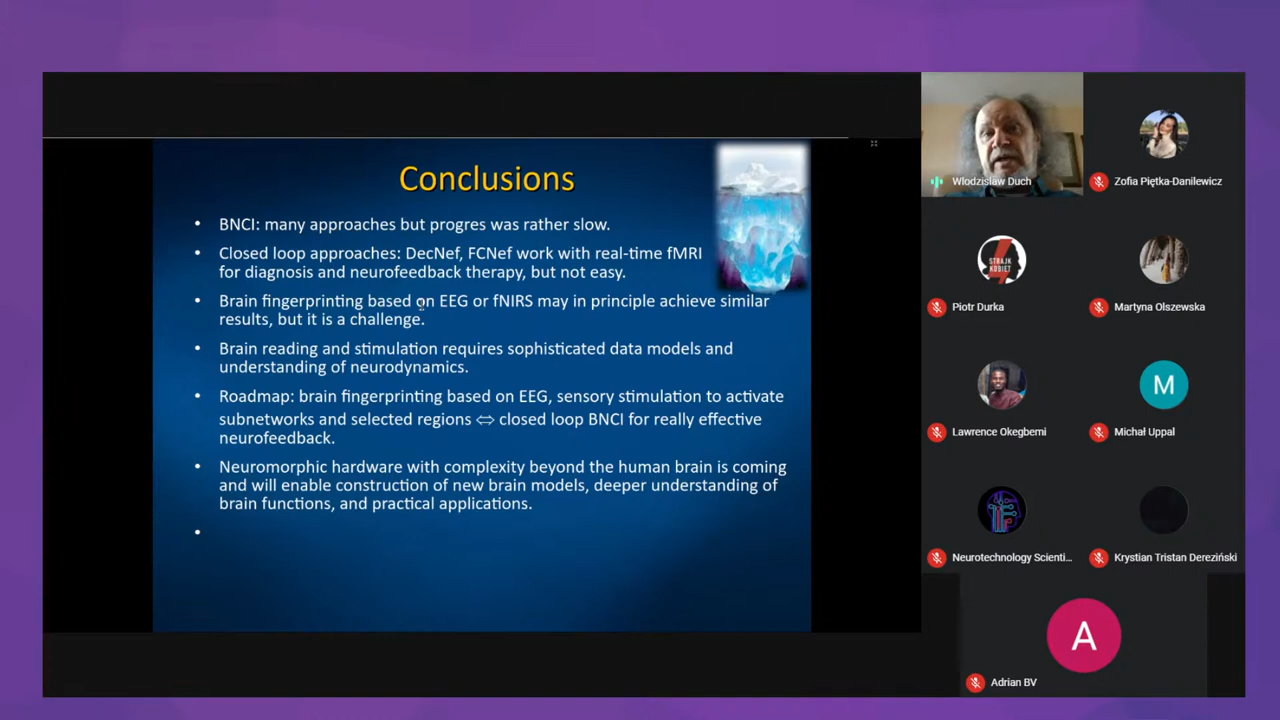 Conclusions
• BNCI: many approaches but progres was rather slow.
• Closed loop approaches: DecNef, FCNef work with real-time fMRI
for diagnosis and neurofeedback therapy, but not easy.
• Brain fingerprinting based on EEG or fNIRS may in principle achieve similar
results, but it is a challenge.
• Brain reading and stimulation requires sophisticated data models and
understanding of neurodynamics.
• Roadmap: brain fingerprinting based on EEG, sensory stimulation to activate
subnetworks and selected regions ⇔ closed loop BNCI for really effective
neurofeedback.
• Neuromorphic hardware with complexity beyond the human brain is coming
and will enable construction of new brain models, deeper understanding of
brain functions, and practical applications.
•
Wlodzislaw Duch
Zofia Piętka-Danilewicz
STRAJK
KOBIET
Piotr Durka
Martyna Olszewska
M
Lawrence Okegbemi
Michał Uppal
Neurotechnology Scienti...
Krystian Tristan Dereziński
A
Adrian BV